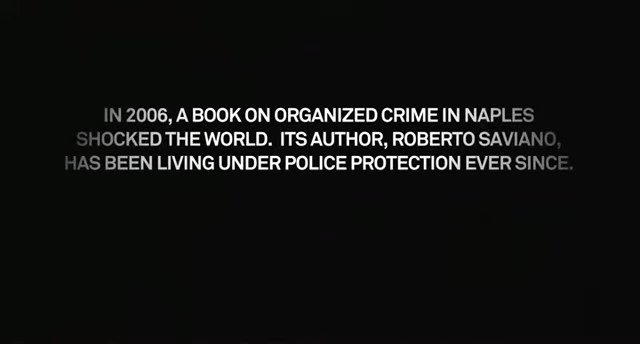 IN 2006, A BOOK ON ORGANIZED CRIME IN NAPLES
SHOCKED THE WORLD.  ITS AUTHOR, ROBERTO SAVIANO,
HAS BEEN LIVING UNDER POLICE PROTECTION EVER SINCE.